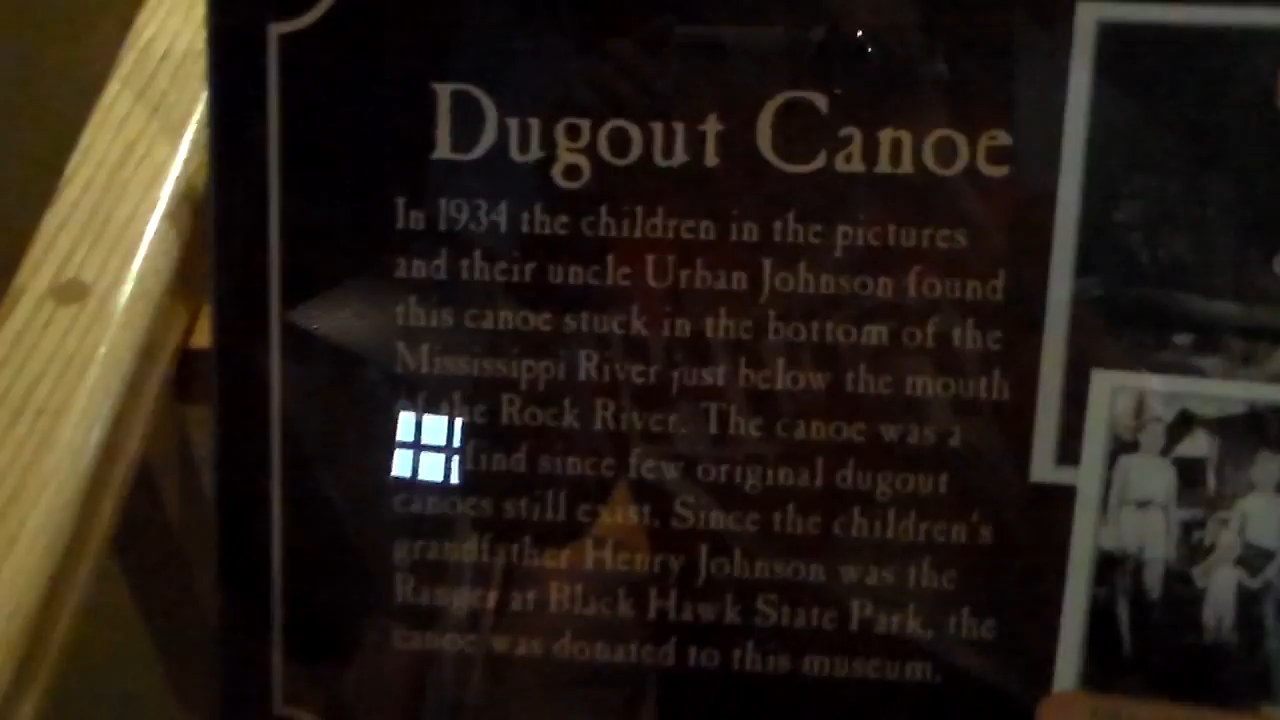 Dugout Canoe
In 1934 the children in the pictures
and their uncle Urban Johnson found
this canoe stuck in the bottom of the
Mississippi River just below the mouth
of the Rock River. The canoe was a
find since few original dugout
canoes still exist. Since the children's
grandfather Henry Johnson was the
Ranger at Black Hawk State Park, the
canoe was donated to this museum.